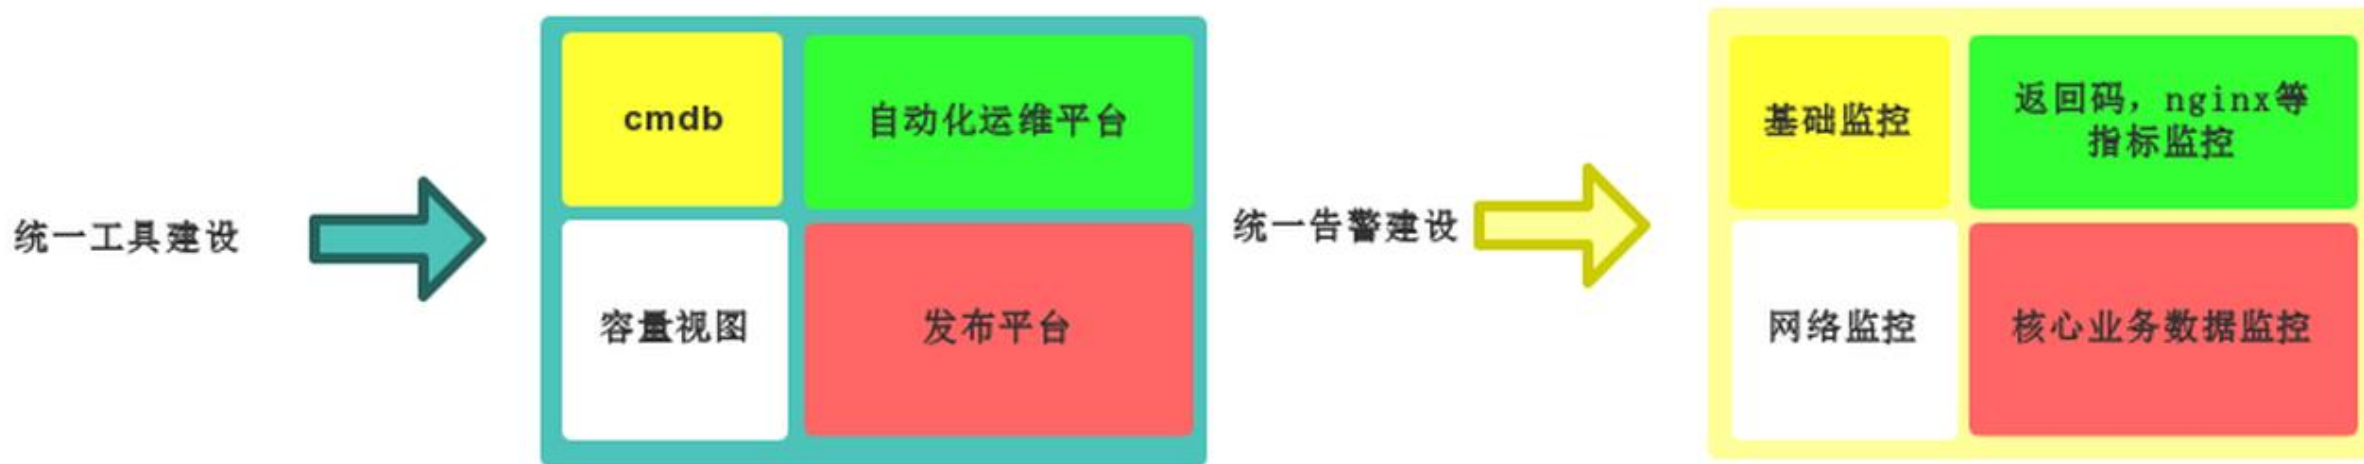 统一工具建设
cmdb
自动化运维平台
容量视图
发布平台
统一告警建设
基础监控
返回码，nginx等
指标监控
网络监控
核心业务数据监控